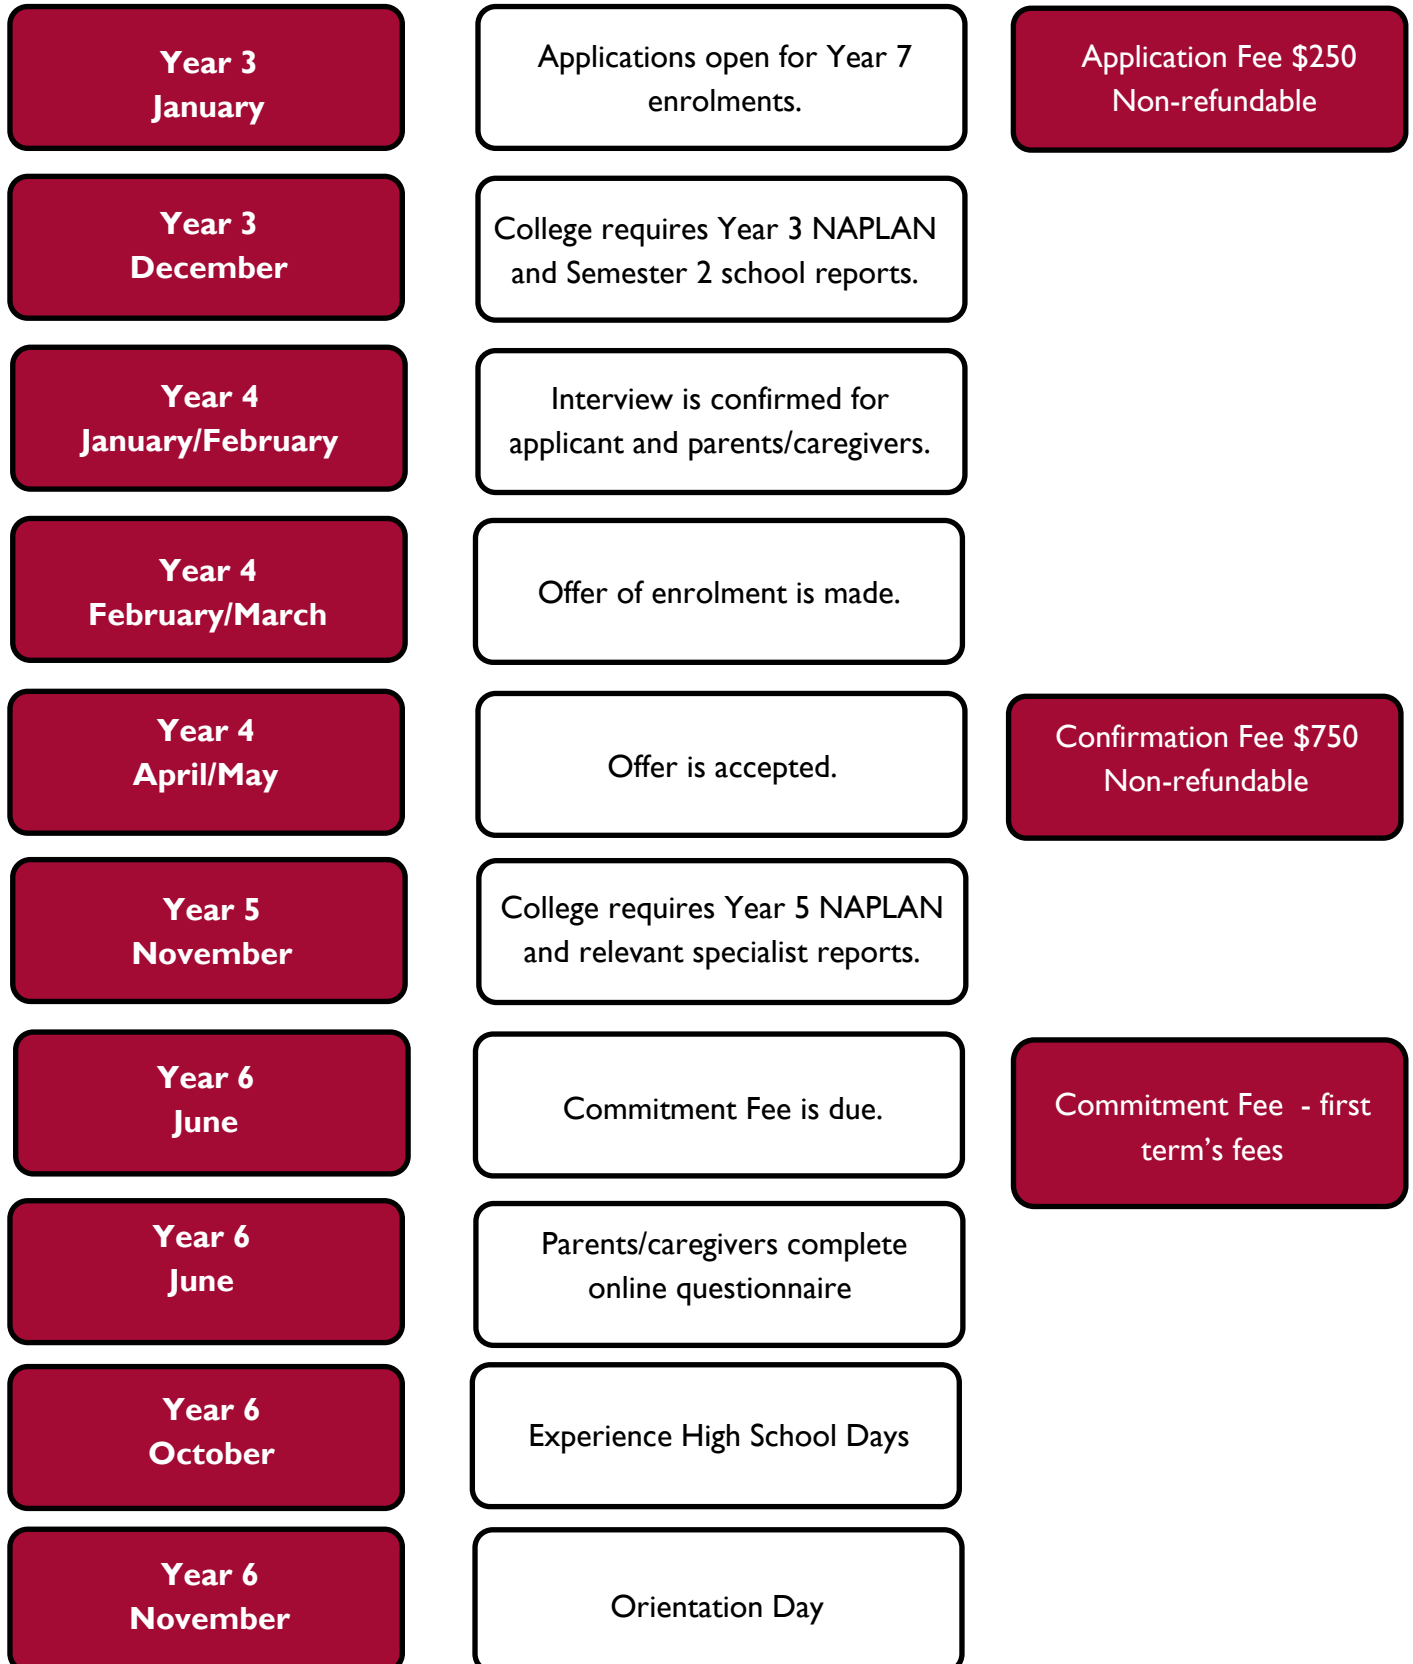 Year 3
January
Applications open for Year 7
enrolments.
Application Fee $250
Non-refundable
Year 3
December
College requires Year 3 NAPLAN
and Semester 2 school reports.
Year 4
January/February
Interview is confirmed for
applicant and parents/caregivers.
Year 4
February/March
Offer of enrolment is made.
Year 4
April/May
Offer is accepted.
Confirmation Fee $750
Non-refundable
Year 5
November
College requires Year 5 NAPLAN
and relevant specialist reports.
Year 6
June
Commitment Fee is due.
Commitment Fee  - first
term’s fees
Year 6
June
Parents/caregivers complete
online questionnaire
Year 6
October
Experience High School Days
Year 6
November
Orientation Day